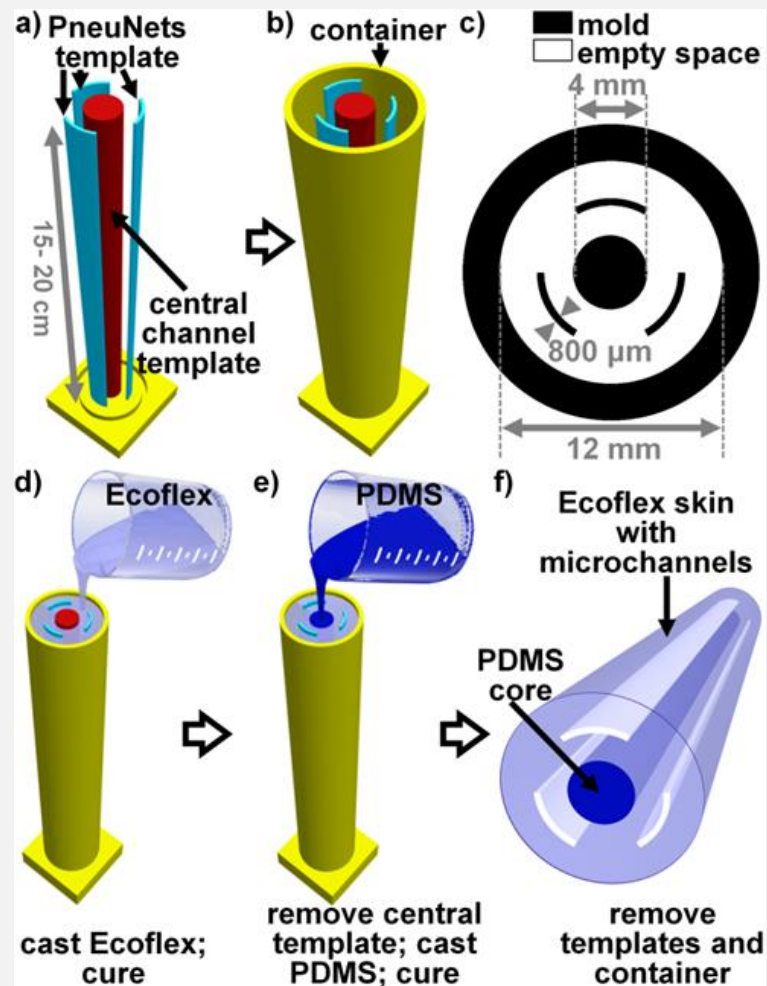 a) PneuNets
template
15- 20 cm
central
channel
template
b) container
c) mold
empty space
4 mm
800 µm
12 mm
d) Ecoflex
cast Ecoflex;
cure
e) PDMS
remove central
template; cast
PDMS; cure
f) Ecoflex skin
with
microchannels
PDMS
core
remove
templates and
container